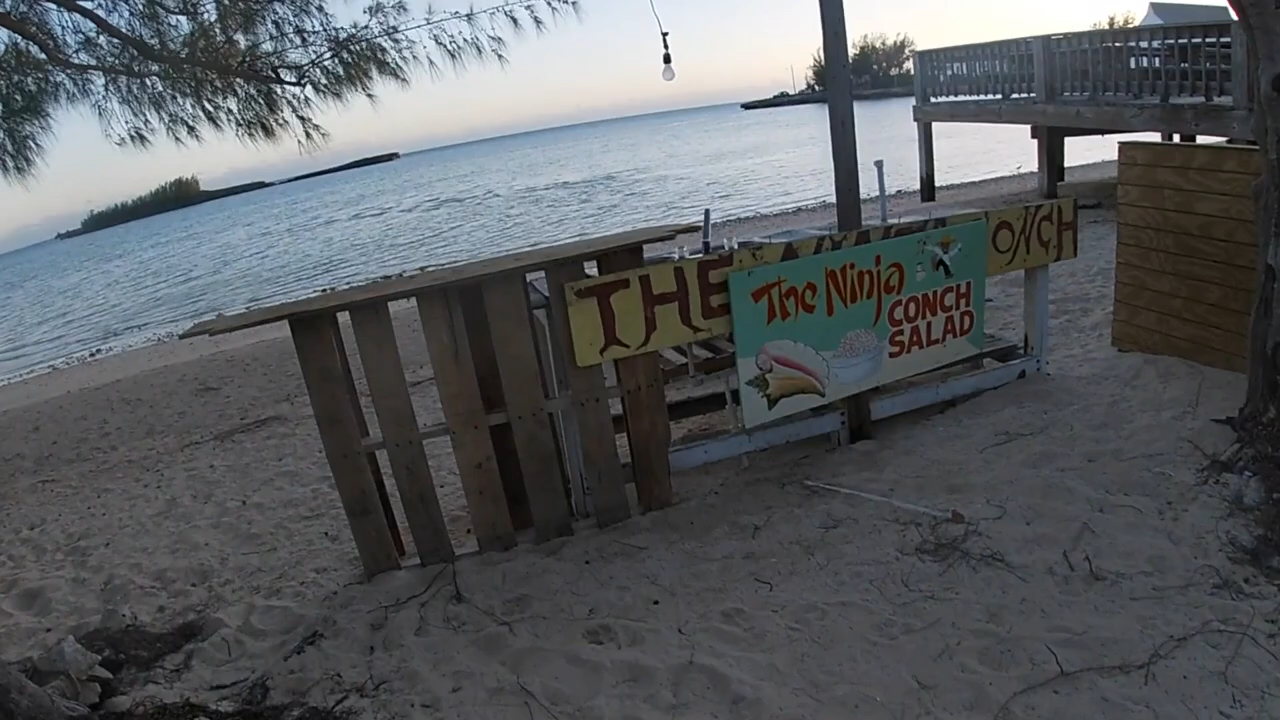 THE ONCH
The Ninja
CONCH
SALAD